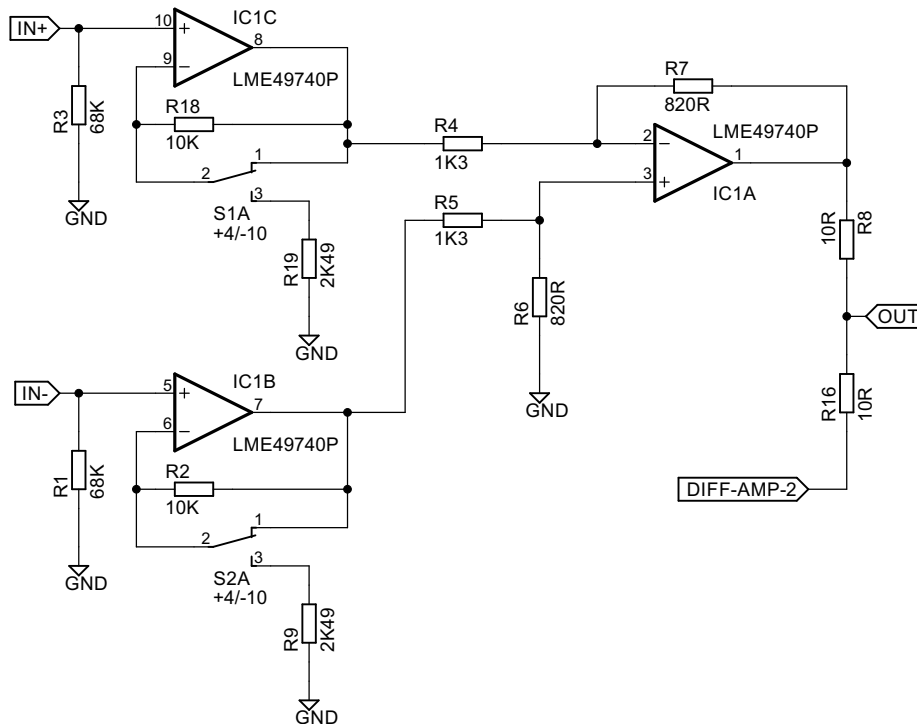 IN+
10
+
IC1C
8
9
−
LME49740P
R3
68K
R18
10K
GND
1
2
3
S1A
+4/-10
R19
2K49
GND
R4
1K3
R5
1K3
R7
820R
2
−
LME49740P
1
3
+
IC1A
R6
820R
GND
R8
10R
OUT
R16
10R
DIFF-AMP-2
IN-
5
+
IC1B
7
6
−
LME49740P
R1
68K
R2
10K
GND
1
2
3
S2A
+4/-10
R9
2K49
GND